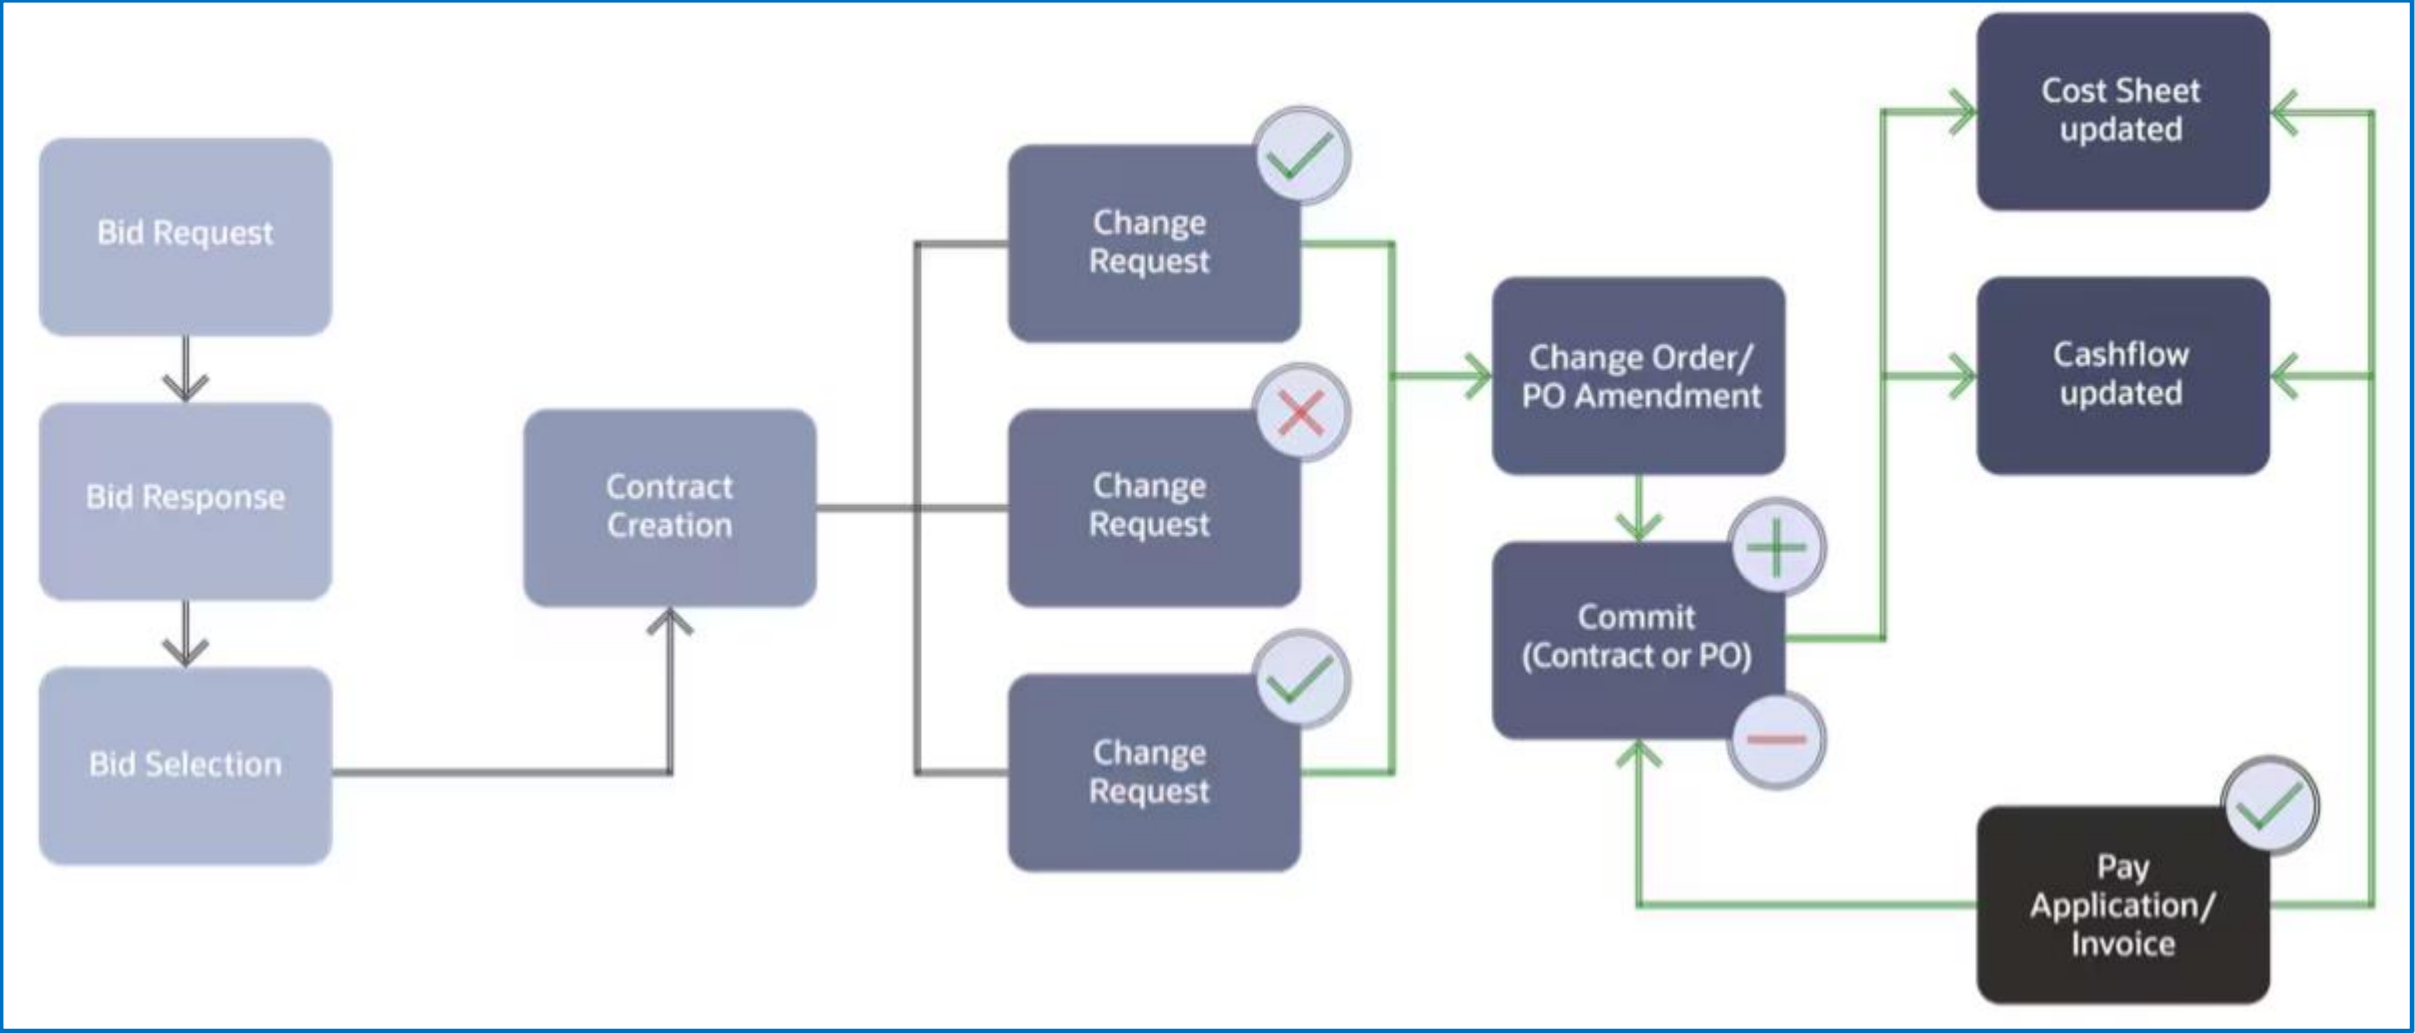 Bid Request
Bid Response
Bid Selection
Contract
Creation
Change
Request
Change
Request
Change
Request
Change Order/
PO Amendment
Commit
(Contract or PO)
Cost Sheet
updated
Cashflow
updated
Pay
Application/
Invoice